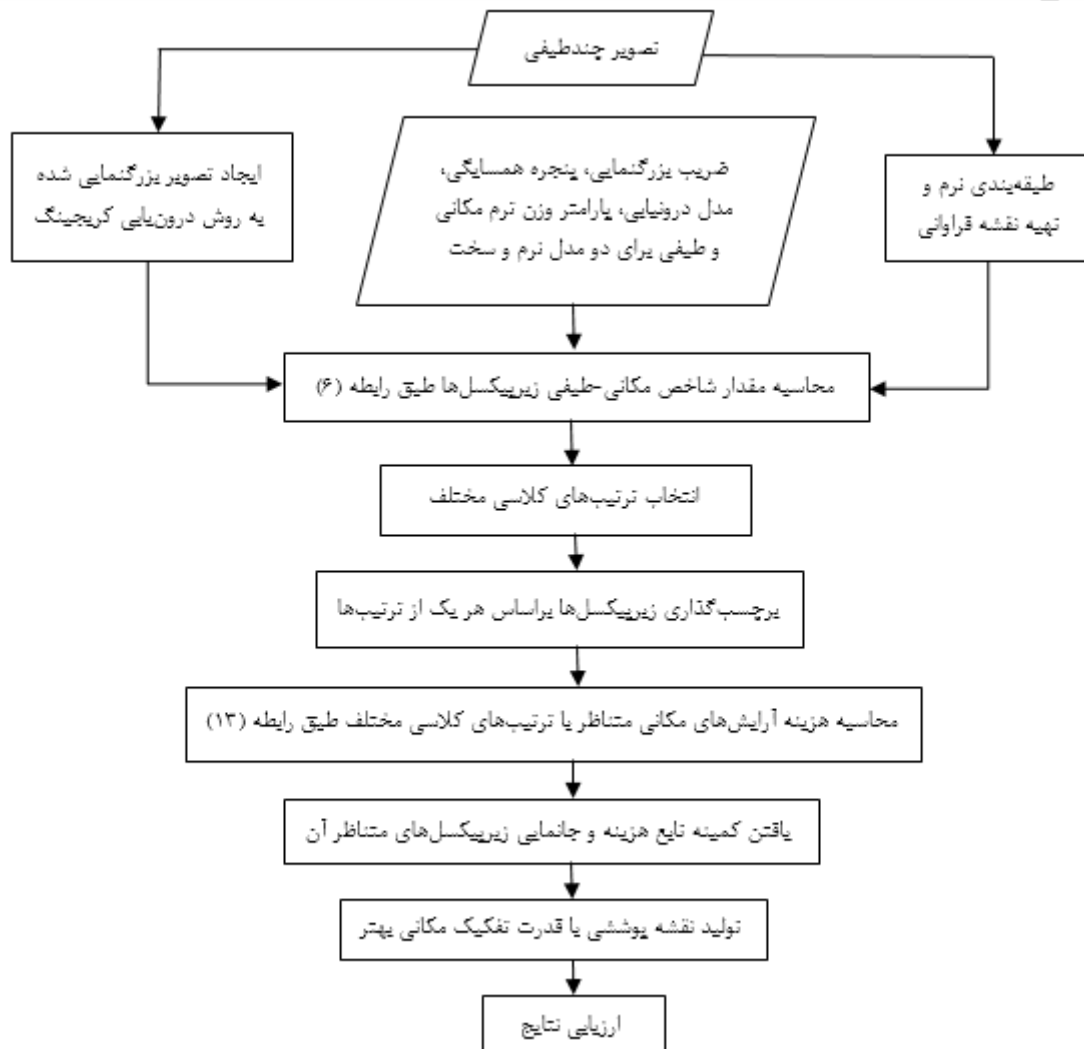 تصویر چندطیفی
ایجاد تصویر بزرگنمایی شده
به روش درون‌یابی کریجینگ
ضریب بزرگنمایی، پنجره همسایگی،
مدل درونیابی، پارامتر وزن ترم مکانی
و طیفی برای دو مدل نرم و سخت
طبقه‌بندی نرم و
تهیه نقشه فراوانی
محاسبه مقدار شاخص مکانی-طیفی زیرپیکسل‌ها طبق رابطه (۶)
انتخاب ترتیب‌های کلاسی مختلف
برچسب‌گذاری زیرپیکسل‌ها براساس هر یک از ترتیب‌ها
محاسبه هزینه آرایش‌های مکانی متناظر با ترتیب‌های کلاسی مختلف طبق رابطه (۱۳)
یافتن کمینه تابع هزینه و جانمایی زیرپیکسل‌های متناظر آن
تولید نقشه پوششی با قدرت تفکیک مکانی بهتر
ارزیابی نتایج